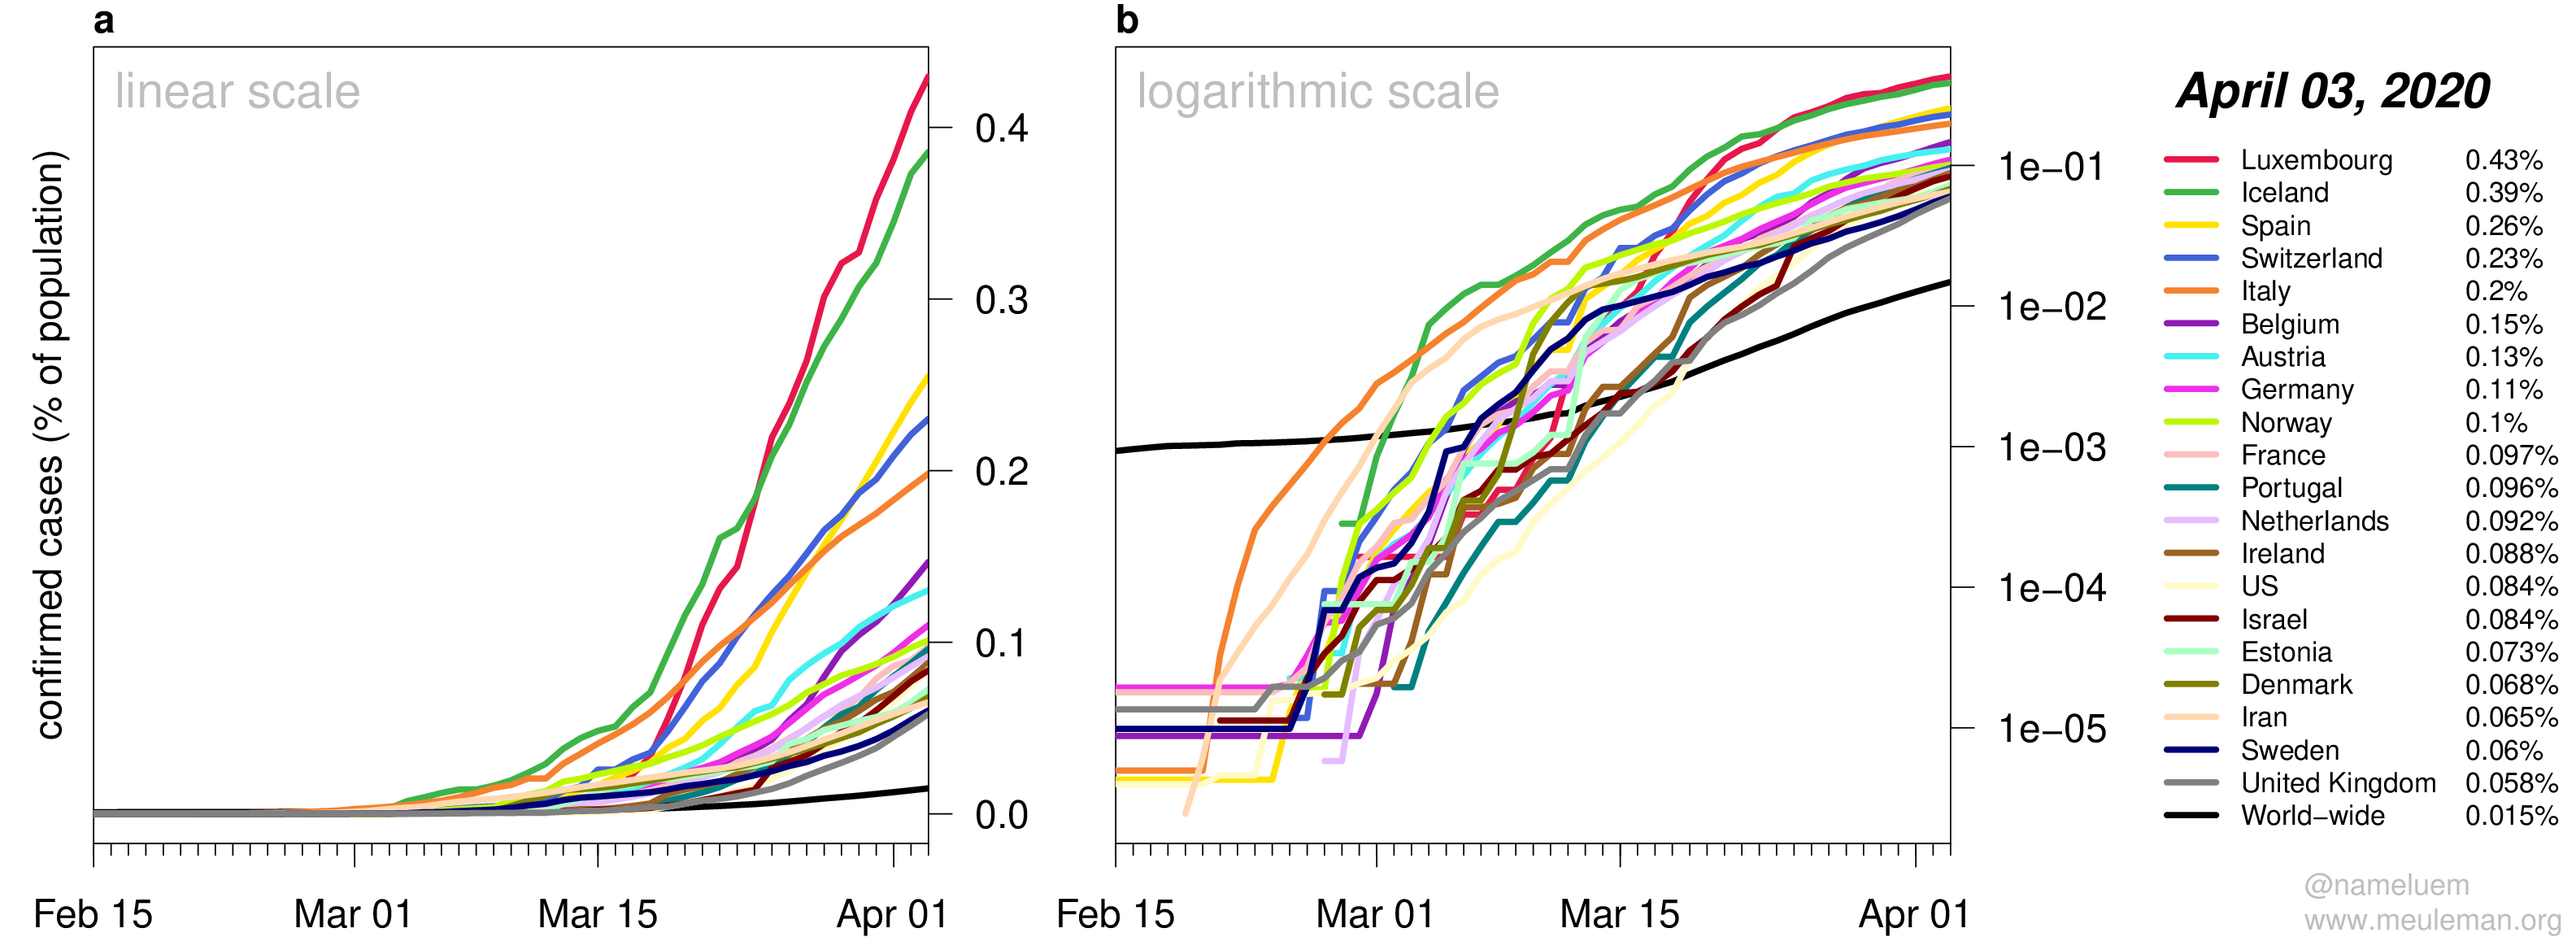 a
linear scale
confirmed cases (% of population)
0.4
0.3
0.2
0.1
0.0
Feb 15 Mar 01 Mar 15 Apr 01
b
logarithmic scale
1e−01
1e−02
1e−03
1e−04
1e−05
Feb 15 Mar 01 Mar 15 Apr 01
April 03, 2020
Luxembourg 0.43%
Iceland 0.39%
Spain 0.26%
Switzerland 0.23%
Italy 0.2%
Belgium 0.15%
Austria 0.13%
Germany 0.11%
Norway 0.1%
France 0.097%
Portugal 0.096%
Netherlands 0.092%
Ireland 0.088%
US 0.084%
Israel 0.084%
Estonia 0.073%
Denmark 0.068%
Iran 0.065%
Sweden 0.06%
United Kingdom 0.058%
World−wide 0.015%
@nameluem
www.meuleman.org